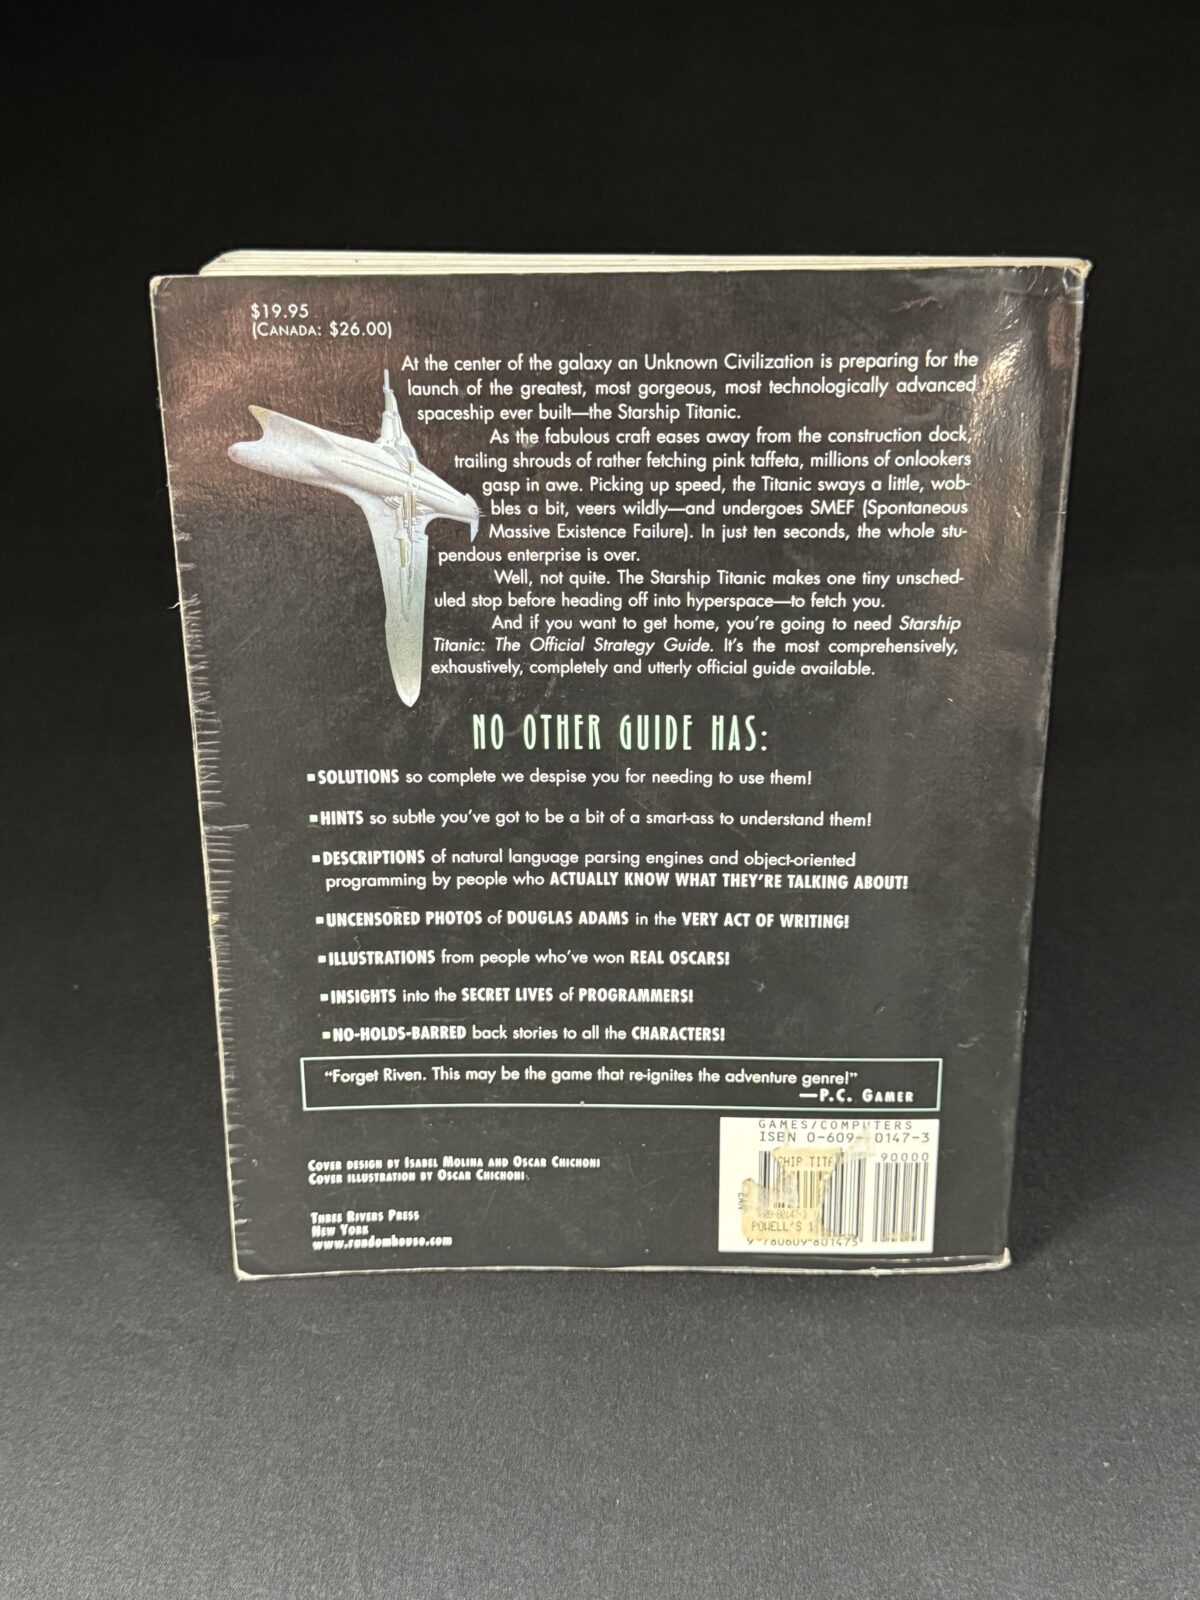 $19.95
(CANADA: $26.00)
At the center of the galaxy an Unknown Civilization is preparing for the
launch of the greatest, most gorgeous, most technologically advanced
spaceship ever built—the Starship Titanic.
As the fabulous craft eases away from the construction dock,
trailing shrouds of rather fetching pink taffeta, millions of onlookers
gasp in awe. Picking up speed, the Titanic sways a little, wob-
bles a bit, veers wildly—and undergoes SMEF (Spontaneous
Massive Existence Failure). In just ten seconds, the whole stu-
pendous enterprise is over.
Well, not quite. The Starship Titanic makes one tiny unsched-
uled stop before heading off into hyperspace—to fetch you.
And if you want to get home, you're going to need Starship
Titanic: The Official Strategy Guide. It's the most comprehensively,
exhaustively, completely and utterly official guide available.
NO OTHER GUIDE HAS:
▪SOLUTIONS so complete we despise you for needing to use them!
▪HINTS so subtle you've got to be a bit of a smart-ass to understand them!
▪DESCRIPTIONS of natural language parsing engines and object-oriented
programming by people who ACTUALLY KNOW WHAT THEY'RE TALKING ABOUT!
▪UNCENSORED PHOTOS of DOUGLAS ADAMS in the VERY ACT OF WRITING!
▪ILLUSTRATIONS from people who've won REAL OSCARS!
▪INSIGHTS into the SECRET LIVES of PROGRAMMERS!
▪NO-HOLDS-BARRED back stories to all the CHARACTERS!
"Forget Riven. This may be the game that re-ignites the adventure genre!"
—P.C. GAMER
COVER DESIGN BY ISABEL MOLINA AND OSCAR CHICHONI
COVER ILLUSTRATION BY OSCAR CHICHONI
THREE RIVERS PRESS
NEW YORK
www.randomhouse.com
GAMES/COMPUTERS
ISBN 0-609- 0147-3
90000
CHIP TITA
EAN
POWELL'S 1
9 780609 801475